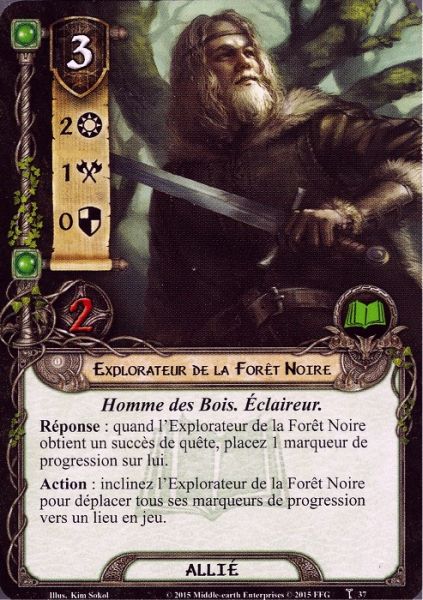 3
2
1
0
2
EXPLORATEUR DE LA FORÊT NOIRE
Homme des Bois. Éclaireur.
Réponse : quand l'Explorateur de la Forêt Noire
obtient un succès de quête, placez 1 marqueur de
progression sur lui.
Action : inclinez l'Explorateur de la Forêt Noire
pour déplacer tous ses marqueurs de progression
vers un lieu en jeu.
ALLIÉ
Illus. Kim Sokol © 2015 Middle-earth Enterprises © 2015 FFG 37